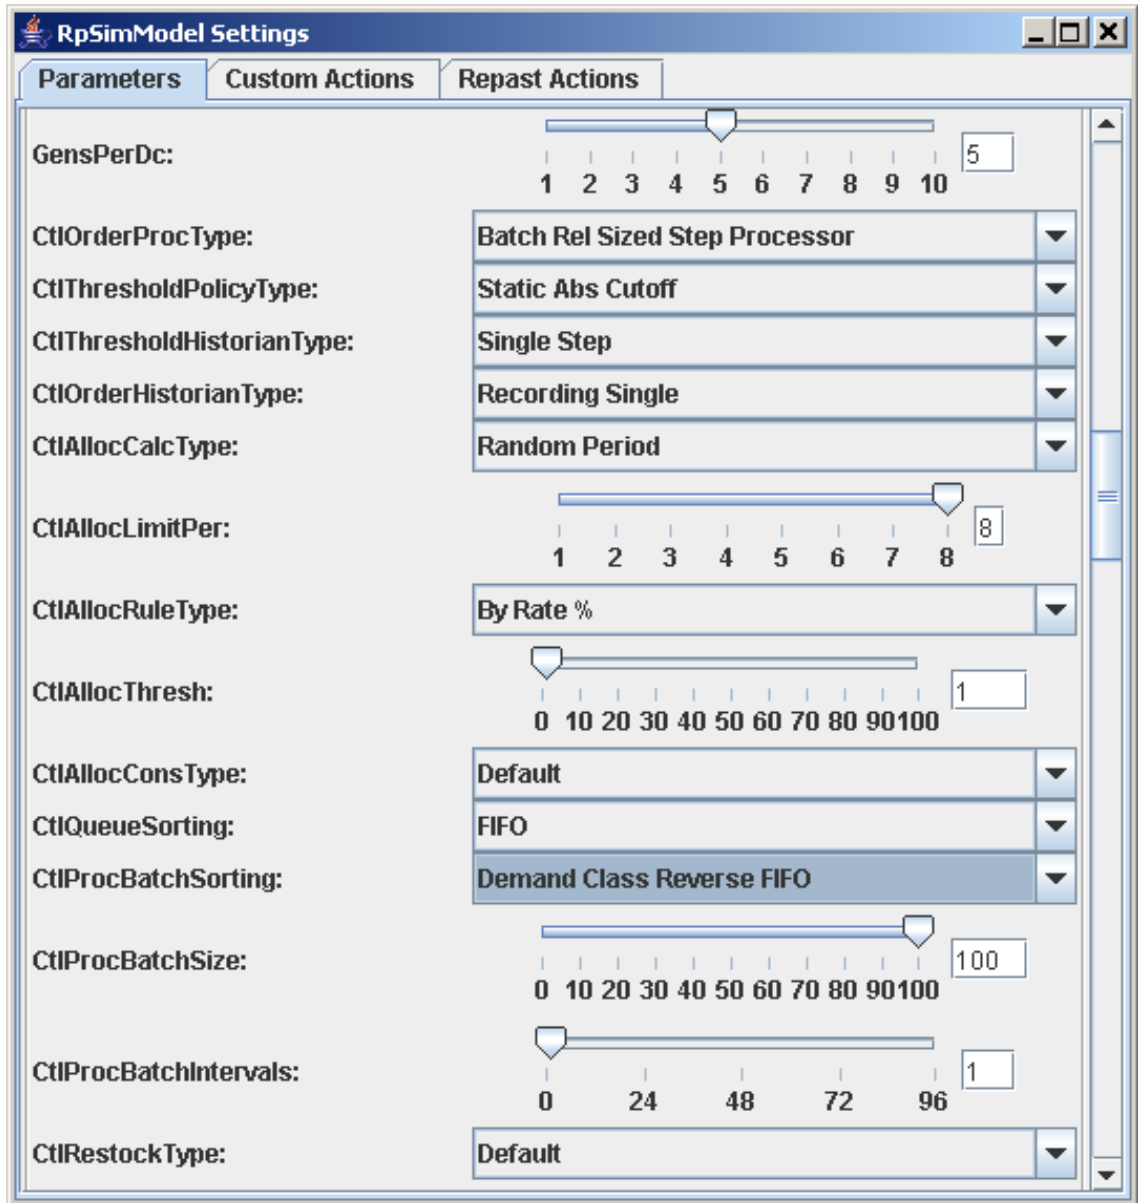 RpSimModel Settings
Parameters Custom Actions Repast Actions
GensPerDc: 5
1 2 3 4 5 6 7 8 9 10
CtlOrderProcType: Batch Rel Sized Step Processor
CtlThresholdPolicyType: Static Abs Cutoff
CtlThresholdHistorianType: Single Step
CtlOrderHistorianType: Recording Single
CtlAllocCalcType: Random Period
CtlAllocLimitPer: 8
1 2 3 4 5 6 7 8
CtlAllocRuleType: By Rate %
CtlAllocThresh: 1
0 10 20 30 40 50 60 70 80 90 100
CtlAllocConsType: Default
CtlQueueSorting: FIFO
CtlProcBatchSorting: Demand Class Reverse FIFO
CtlProcBatchSize: 100
0 10 20 30 40 50 60 70 80 90 100
CtlProcBatchIntervals: 1
0 24 48 72 96
CtlRestockType: Default